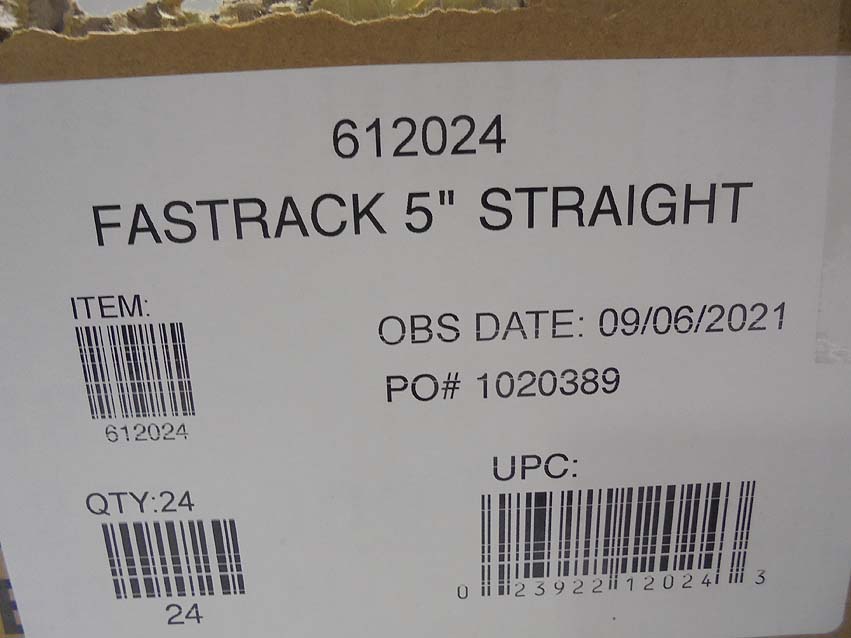 612024
FASTRACK 5" STRAIGHT
ITEM:
612024
OBS DATE: 09/06/2021
PO# 1020389
QTY:24
24
UPC:
0 23922 12024 3